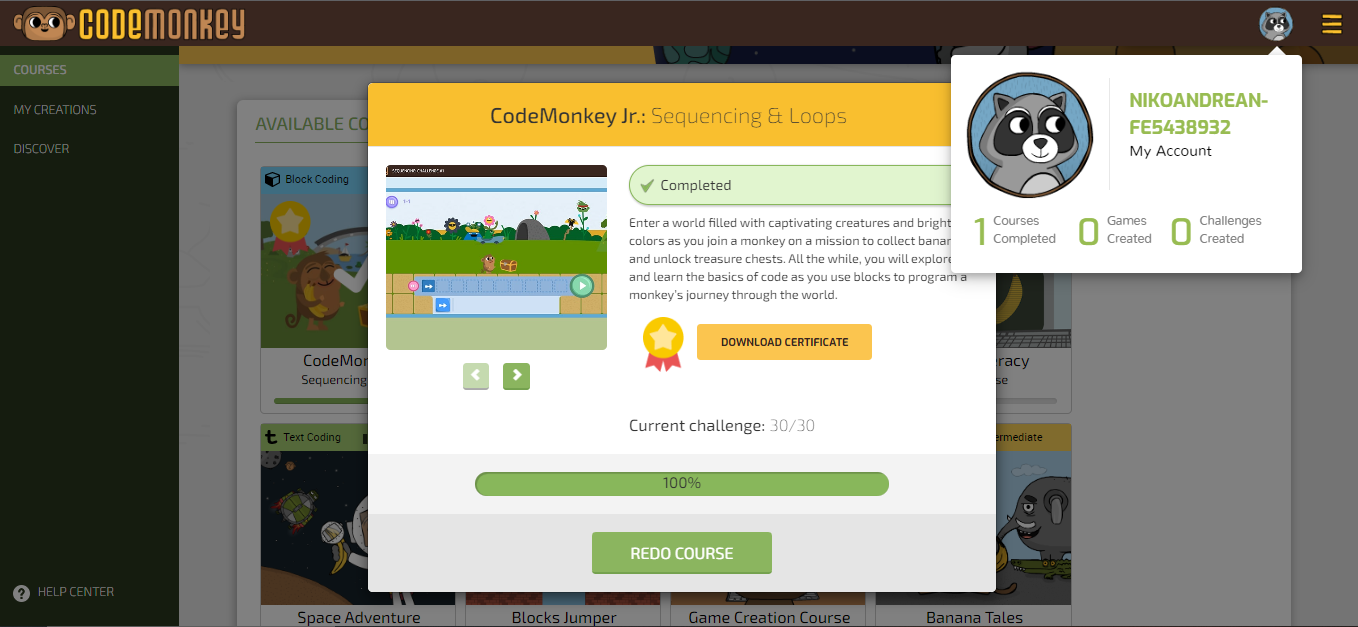 CODEMONKEY
COURSES
MY CREATIONS
DISCOVER
HELP CENTER
AVAILABLE CO
Block Coding
CodeMon
Sequencing
Text Coding
Space Adventure
Blocks Jumper
Game Creation Course
Banana Tales
CodeMonkey Jr.: Sequencing & Loops
SEQUENCING CHALLENGE #1
1-1
Completed
Enter a world filled with captivating creatures and bright
colors as you join a monkey on a mission to collect banan
and unlock treasure chests. All the while, you will explore
and learn the basics of code as you use blocks to program a
monkey's journey through the world.
DOWNLOAD CERTIFICATE
Current challenge: 30/30
100%
REDO COURSE
NIKOANDREAN-
FE5438932
My Account
1 Courses Completed
0 Games Created
0 Challenges Created
racy
se
ermediate